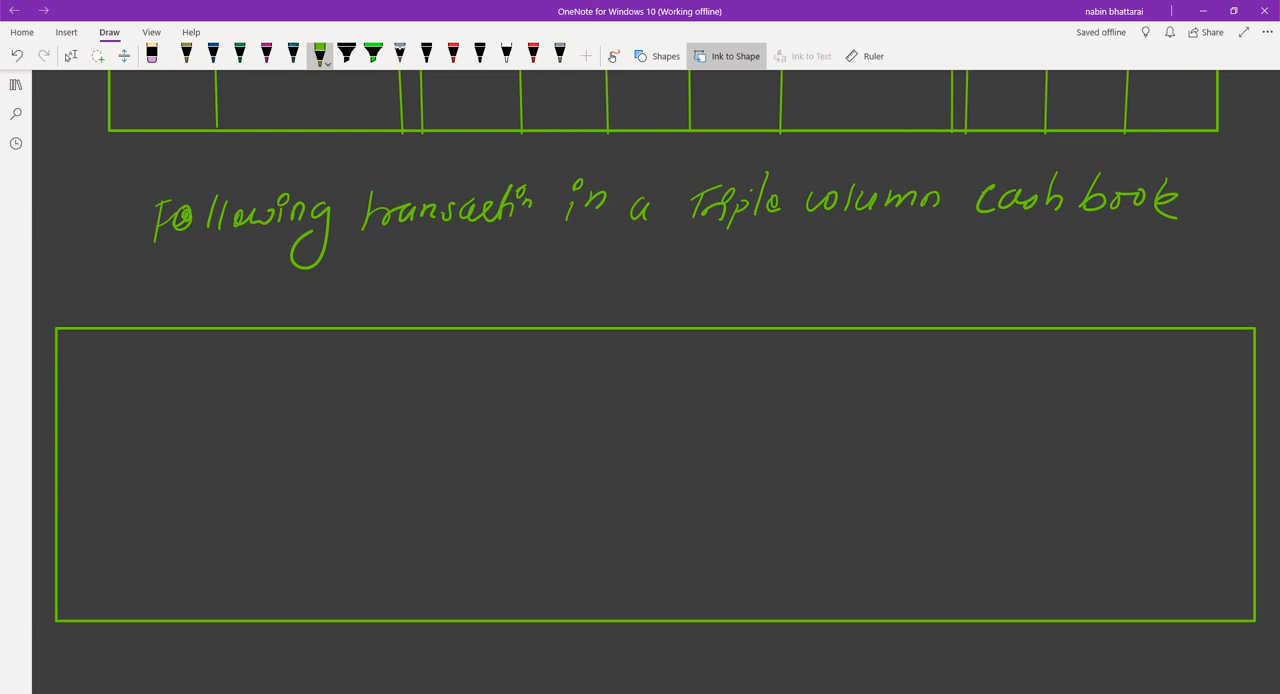 OneNote for Windows 10 (Working offline)
nabin bhattarai
Home Insert Draw View Help
Saved offline Share
Shapes Ink to Shape Ink to Text Ruler
Following transactin in a Triple column cash book